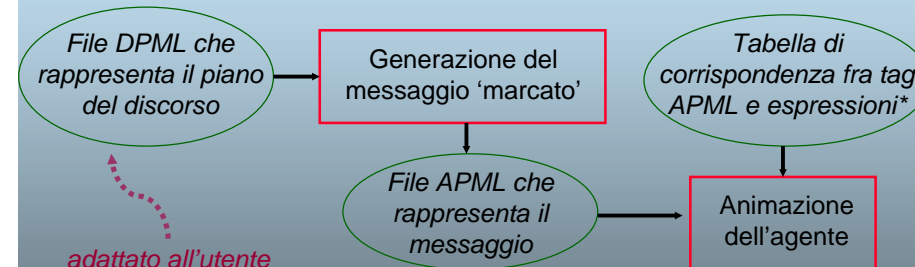 File DPML che
rappresenta il piano
del discorso
Generazione del
messaggio ‘marcato’
Tabella di
corrispondenza fra tag
APML e espressioni*
File APML che
rappresenta il
messaggio
Animazione
dell’agente
adattato all’utente